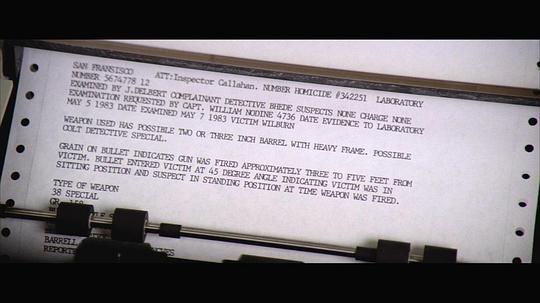 SAN FRANSISCO ATT:Inspector Callahan. NUMBER HOMICIDE #342251 LABORATORY
NUMBER 5674778 12
EXAMINED BY J.DELBERT COMPLAINANT DETECTIVE BHEDE SUSPECTS NONE CHARGE NONE
EXAMINATION REQUESTED BY CAPT. WILLIAM NODINE 4736 DATE EVIDENCE TO LABORATORY
MAY 5 1983 DATE EXAMINED MAY 7 1983 VICTIM WILBURN
WEAPON USED HAS POSSIBLE TWO OR THREE INCH BARREL WITH HEAVY FRAME. POSSIBLE
COLT DETECTIVE SPECIAL.
GRAIN ON BULLET INDICATES GUN WAS FIRED APPROXIMATELY THREE TO FIVE FEET FROM
VICTIM. BULLET ENTERED VICTIM AT 45 DEGREE ANGLE INDICATING VICTIM WAS IN
SITTING POSITION AND SUSPECT IN STANDING POSITION AT TIME WEAPON WAS FIRED.
TYPE OF WEAPON
38 SPECIAL
BARRELL